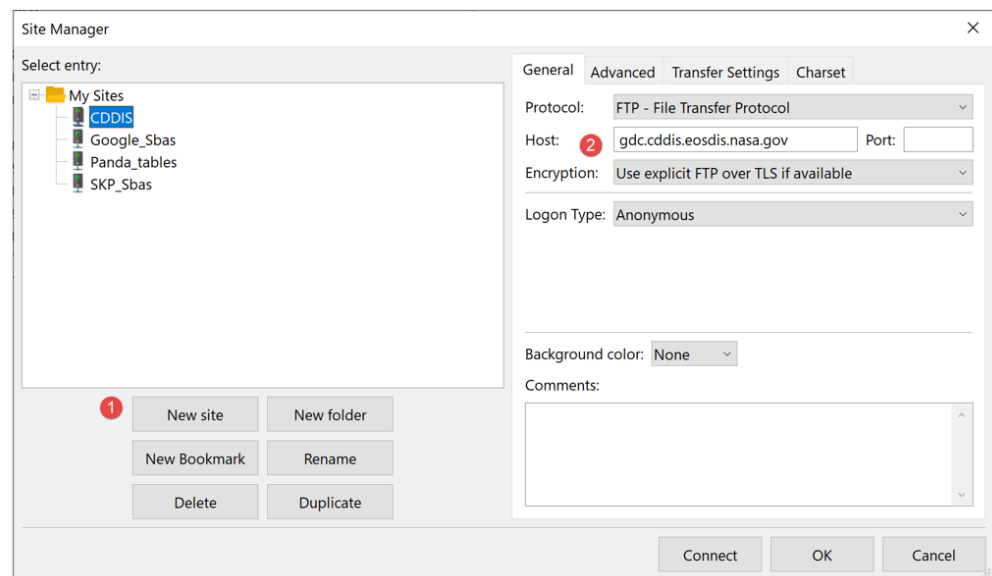 Site Manager
Select entry:
My Sites
CDDIS
Google_Sbas
Panda_tables
SKP_Sbas
1
New site
New folder
New Bookmark
Rename
Delete
Duplicate
General
Advanced
Transfer Settings
Charset
Protocol:
FTP - File Transfer Protocol
Host:
2
gdc.cddis.eosdis.nasa.gov
Port:
Encryption:
Use explicit FTP over TLS if available
Logon Type:
Anonymous
Background color:
None
Comments:
Connect
OK
Cancel